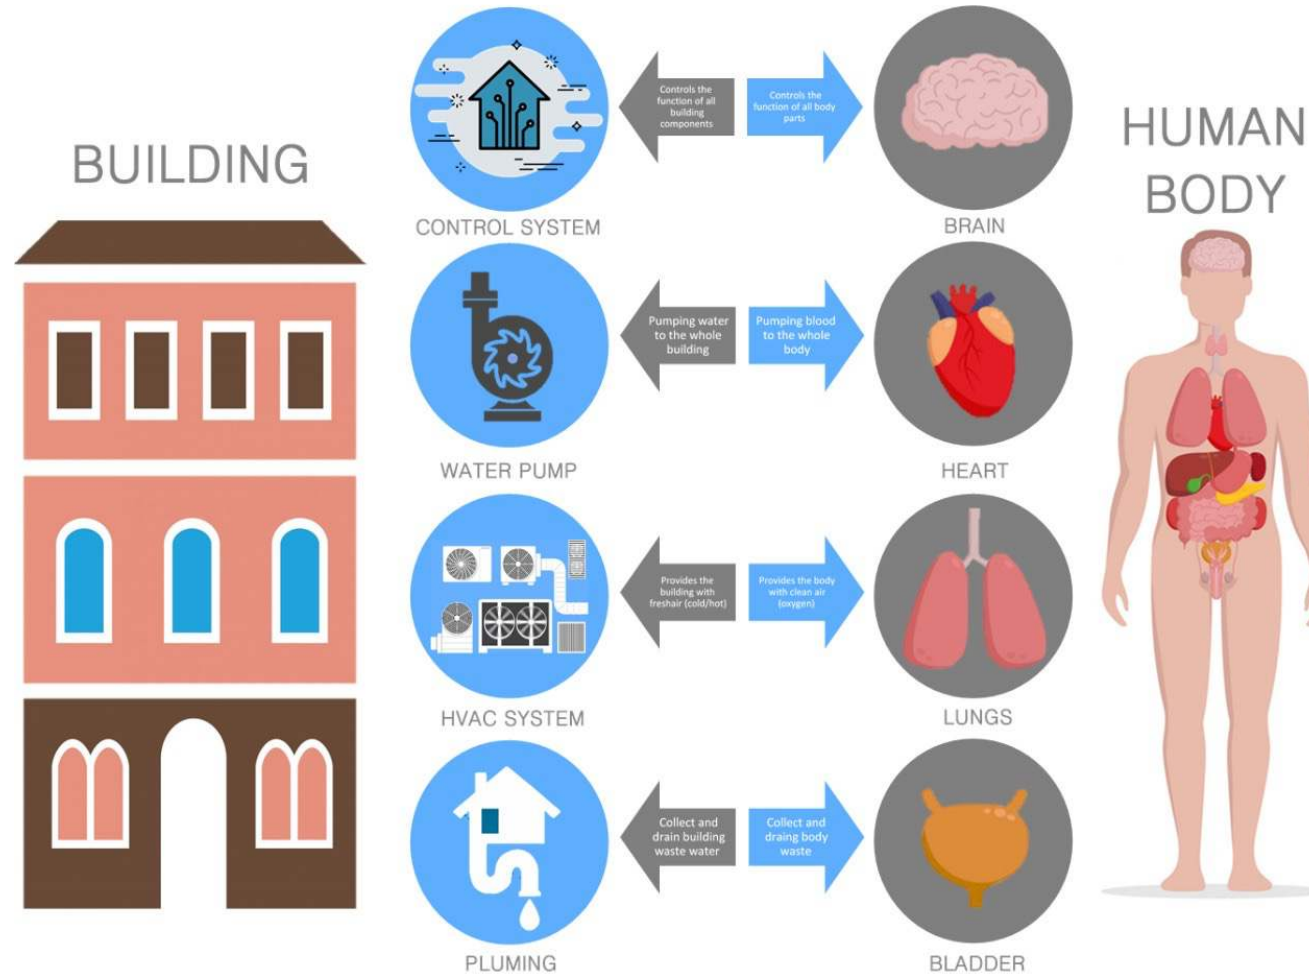 BUILDING
CONTROL SYSTEM
Controls the
function of all
building
components
Controls the
function of all body
parts
BRAIN
HUMAN
BODY
WATER PUMP
Pumping water
to the whole
building
Pumping blood
to the whole
body
HEART
HVAC SYSTEM
Provides the
building with
freshair (cold/hot)
Provides the body
with clean air
(oxygen)
LUNGS
PLUMING
Collect and
drain building
waste water
Collect and
draing body
waste
BLADDER